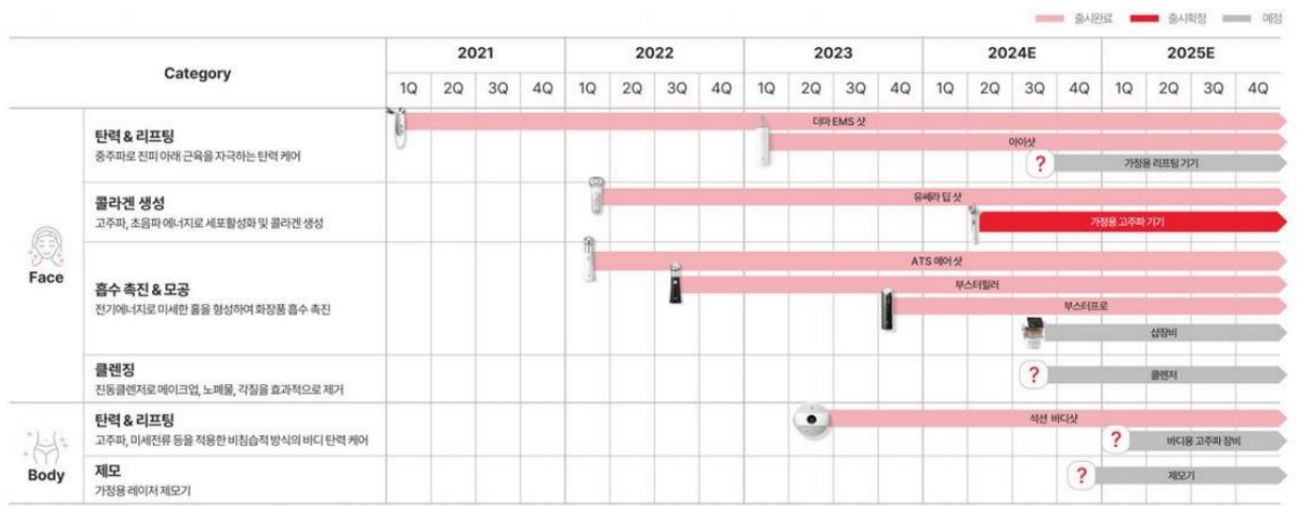 출시완료 출시확정 예정
Category 2021 2022 2023 2024E 2025E
1Q 2Q 3Q 4Q 1Q 2Q 3Q 4Q 1Q 2Q 3Q 4Q 1Q 2Q 3Q 4Q 1Q 2Q 3Q 4Q
Face
탄력 & 리프팅
중주파로 진피 아래 근육을 자극하는 탄력 케어
더마 EMS 샷
아이샷
? 가정용 리프팅 기기
콜라겐 생성
고주파, 초음파 에너지로 세포활성화 및 콜라겐 생성
유쎄라 딥 샷
가정용 고주파 기기
흡수 촉진 & 모공
전기에너지로 미세한 홀을 형성하여 화장품 흡수 촉진
ATS 에어 샷
부스터힐러
부스터프로
샵장비
클렌징
진동클렌저로 메이크업, 노폐물, 각질을 효과적으로 제거
? 클렌저
Body
탄력 & 리프팅
고주파, 미세전류 등을 적용한 비침습적 방식의 바디 탄력 케어
석션 바디샷
? 바디용 고주파 장비
제모
가정용 레이저 제모기
? 제모기